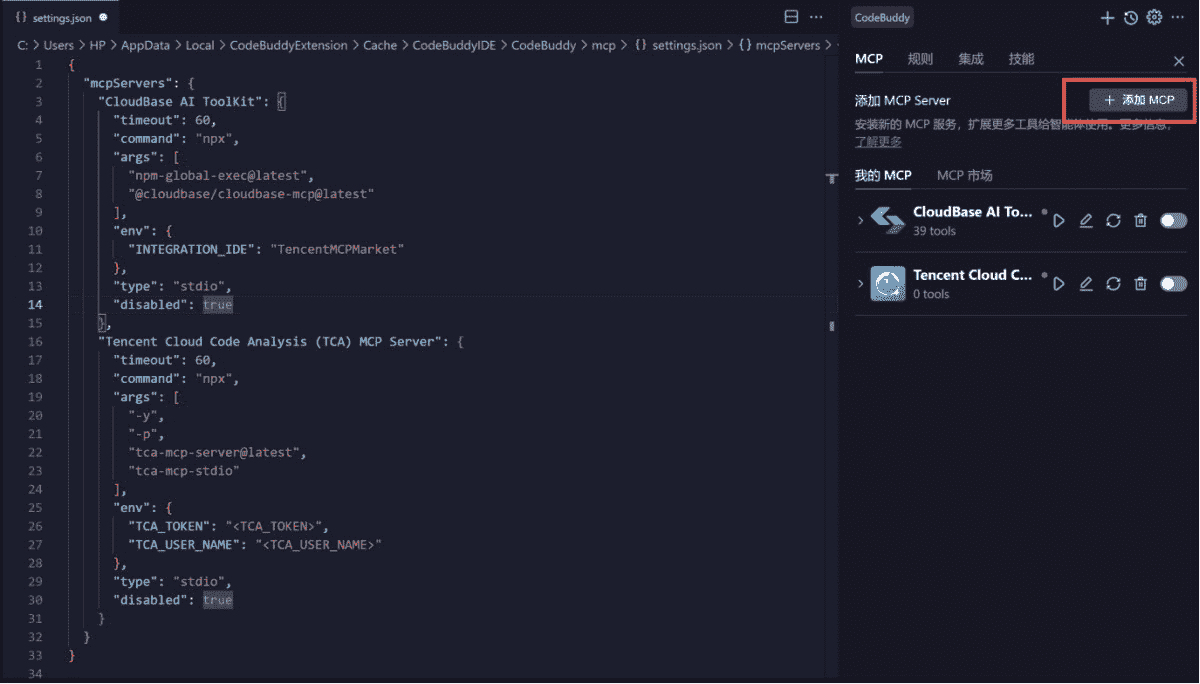 {} settings.json
C: > Users > HP > AppData > Local > CodeBuddyExtension > Cache > CodeBuddyIDE > CodeBuddy > mcp > {} settings.json > {} mcpServers >
1 {
2 "mcpServers": {
3 "CloudBase AI ToolKit": {
4 "timeout": 60,
5 "command": "npx",
6 "args": [
7 "npm-global-exec@latest",
8 "@cloudbase/cloudbase-mcp@latest"
9 ],
10 "env": {
11 "INTEGRATION_IDE": "TencentMCPMarket"
12 },
13 "type": "stdio",
14 "disabled": true
15 },
16 "Tencent Cloud Code Analysis (TCA) MCP Server": {
17 "timeout": 60,
18 "command": "npx",
19 "args": [
20 "-y",
21 "-p",
22 "tca-mcp-server@latest",
23 "tca-mcp-stdio"
24 ],
25 "env": {
26 "TCA_TOKEN": "<TCA_TOKEN>",
27 "TCA_USER_NAME": "<TCA_USER_NAME>"
28 },
29 "type": "stdio",
30 "disabled": true
31 }
32 }
33 }
34
CodeBuddy
MCP 规则 集成 技能
添加 MCP Server
+ 添加 MCP
安装新的 MCP 服务，扩展更多工具给智能体使用。更多信息，
了解更多
我的 MCP MCP 市场
CloudBase AI To...
39 tools
Tencent Cloud C...
0 tools